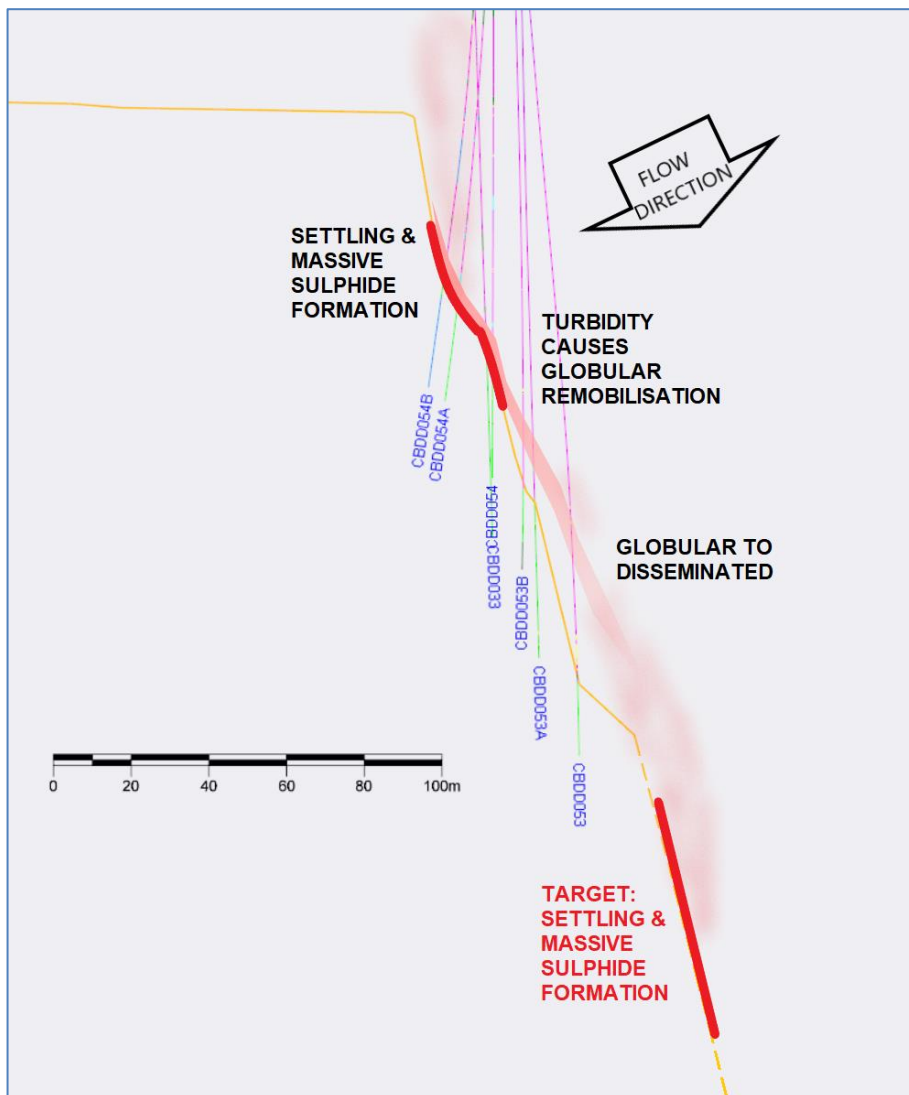 FLOW
DIRECTION
SETTLING &
MASSIVE
SULPHIDE
FORMATION
TURBIDITY
CAUSES
GLOBULAR
REMOBILISATION
CBDD054B
CBDD054A
CBDD054
CBDD033
CBDD053B
GLOBULAR TO
DISSEMINATED
CBDD053A
CBDD053
0 20 40 60 80 100m
TARGET:
SETTLING &
MASSIVE
SULPHIDE
FORMATION